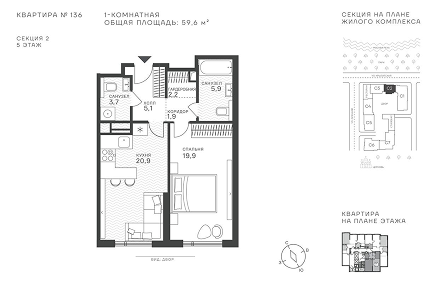 КВАРТИРА № 136
1-КОМНАТНАЯ
ОБЩАЯ ПЛОЩАДЬ: 59,6 м²
СЕКЦИЯ 2
5 ЭТАЖ
СЕКЦИЯ НА ПЛАНЕ
ЖИЛОГО КОМПЛЕКСА
САНУЗЕЛ
3,7
ХОЛЛ
5,1
ГАРДЕРОБНАЯ
2,2
САНУЗЕЛ
5,9
КОРИДОР
1,9
КУХНЯ
20,9
СПАЛЬНЯ
19,9
ВИД: ДВОР
КВАРТИРА
НА ПЛАНЕ ЭТАЖА
С
В
З
Ю